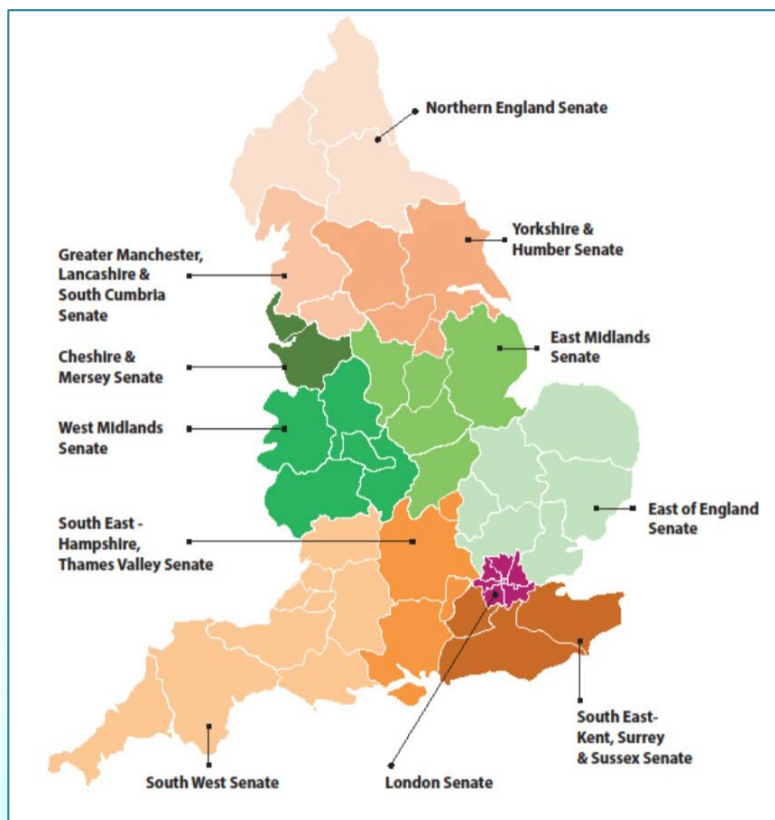 Northern England Senate
Yorkshire &
Humber Senate
Greater Manchester,
Lancashire &
South Cumbria
Senate
East Midlands
Senate
Cheshire &
Mersey Senate
West Midlands
Senate
East of England
Senate
South East -
Hampshire,
Thames Valley Senate
South East-
Kent, Surrey
& Sussex Senate
South West Senate
London Senate